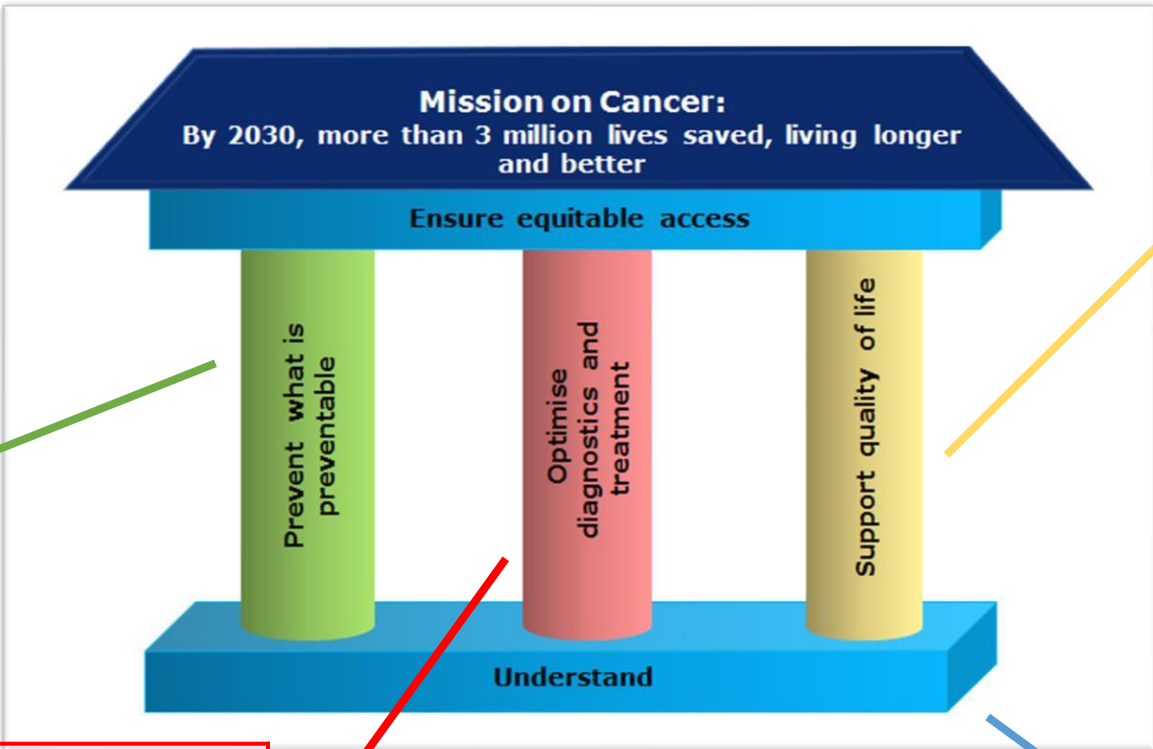 Mission on Cancer:
By 2030, more than 3 million lives saved, living longer
and better
Ensure equitable access
Prevent what is
preventable
Optimise
diagnostics and
treatment
Support quality of life
Understand